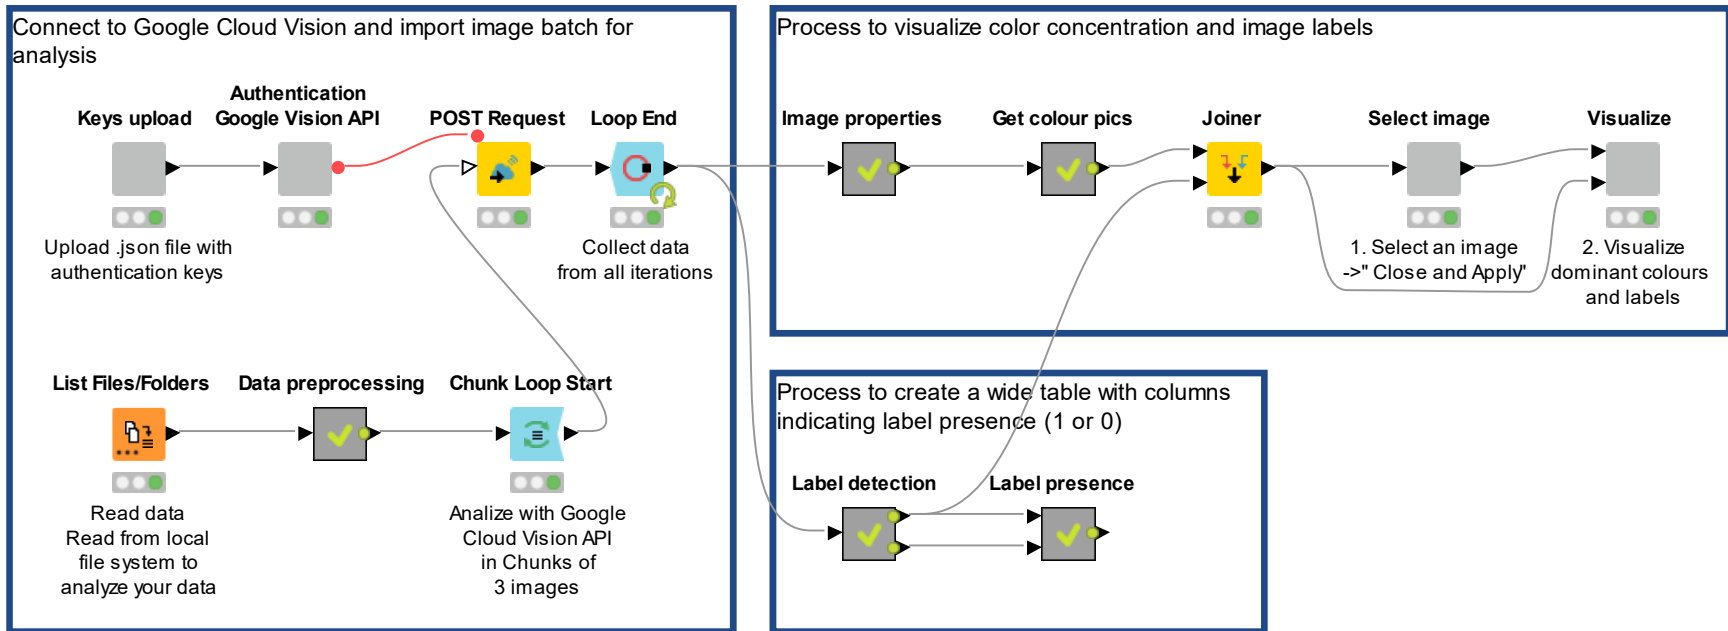 Connect to Google Cloud Vision and import image batch for
analysis
Keys upload
Authentication
Google Vision API
POST Request
Loop End
Upload .json file with
authentication keys
Collect data
from all iterations
List Files/Folders
Data preprocessing
Chunk Loop Start
Read data
Read from local
file system to
analyze your data
Analize with Google
Cloud Vision API
in Chunks of
3 images
Process to visualize color concentration and image labels
Image properties
Get colour pics
Joiner
Select image
Visualize
1. Select an image
->" Close and Apply"
2. Visualize
dominant colours
and labels
Process to create a wide table with columns
indicating label presence (1 or 0)
Label detection
Label presence